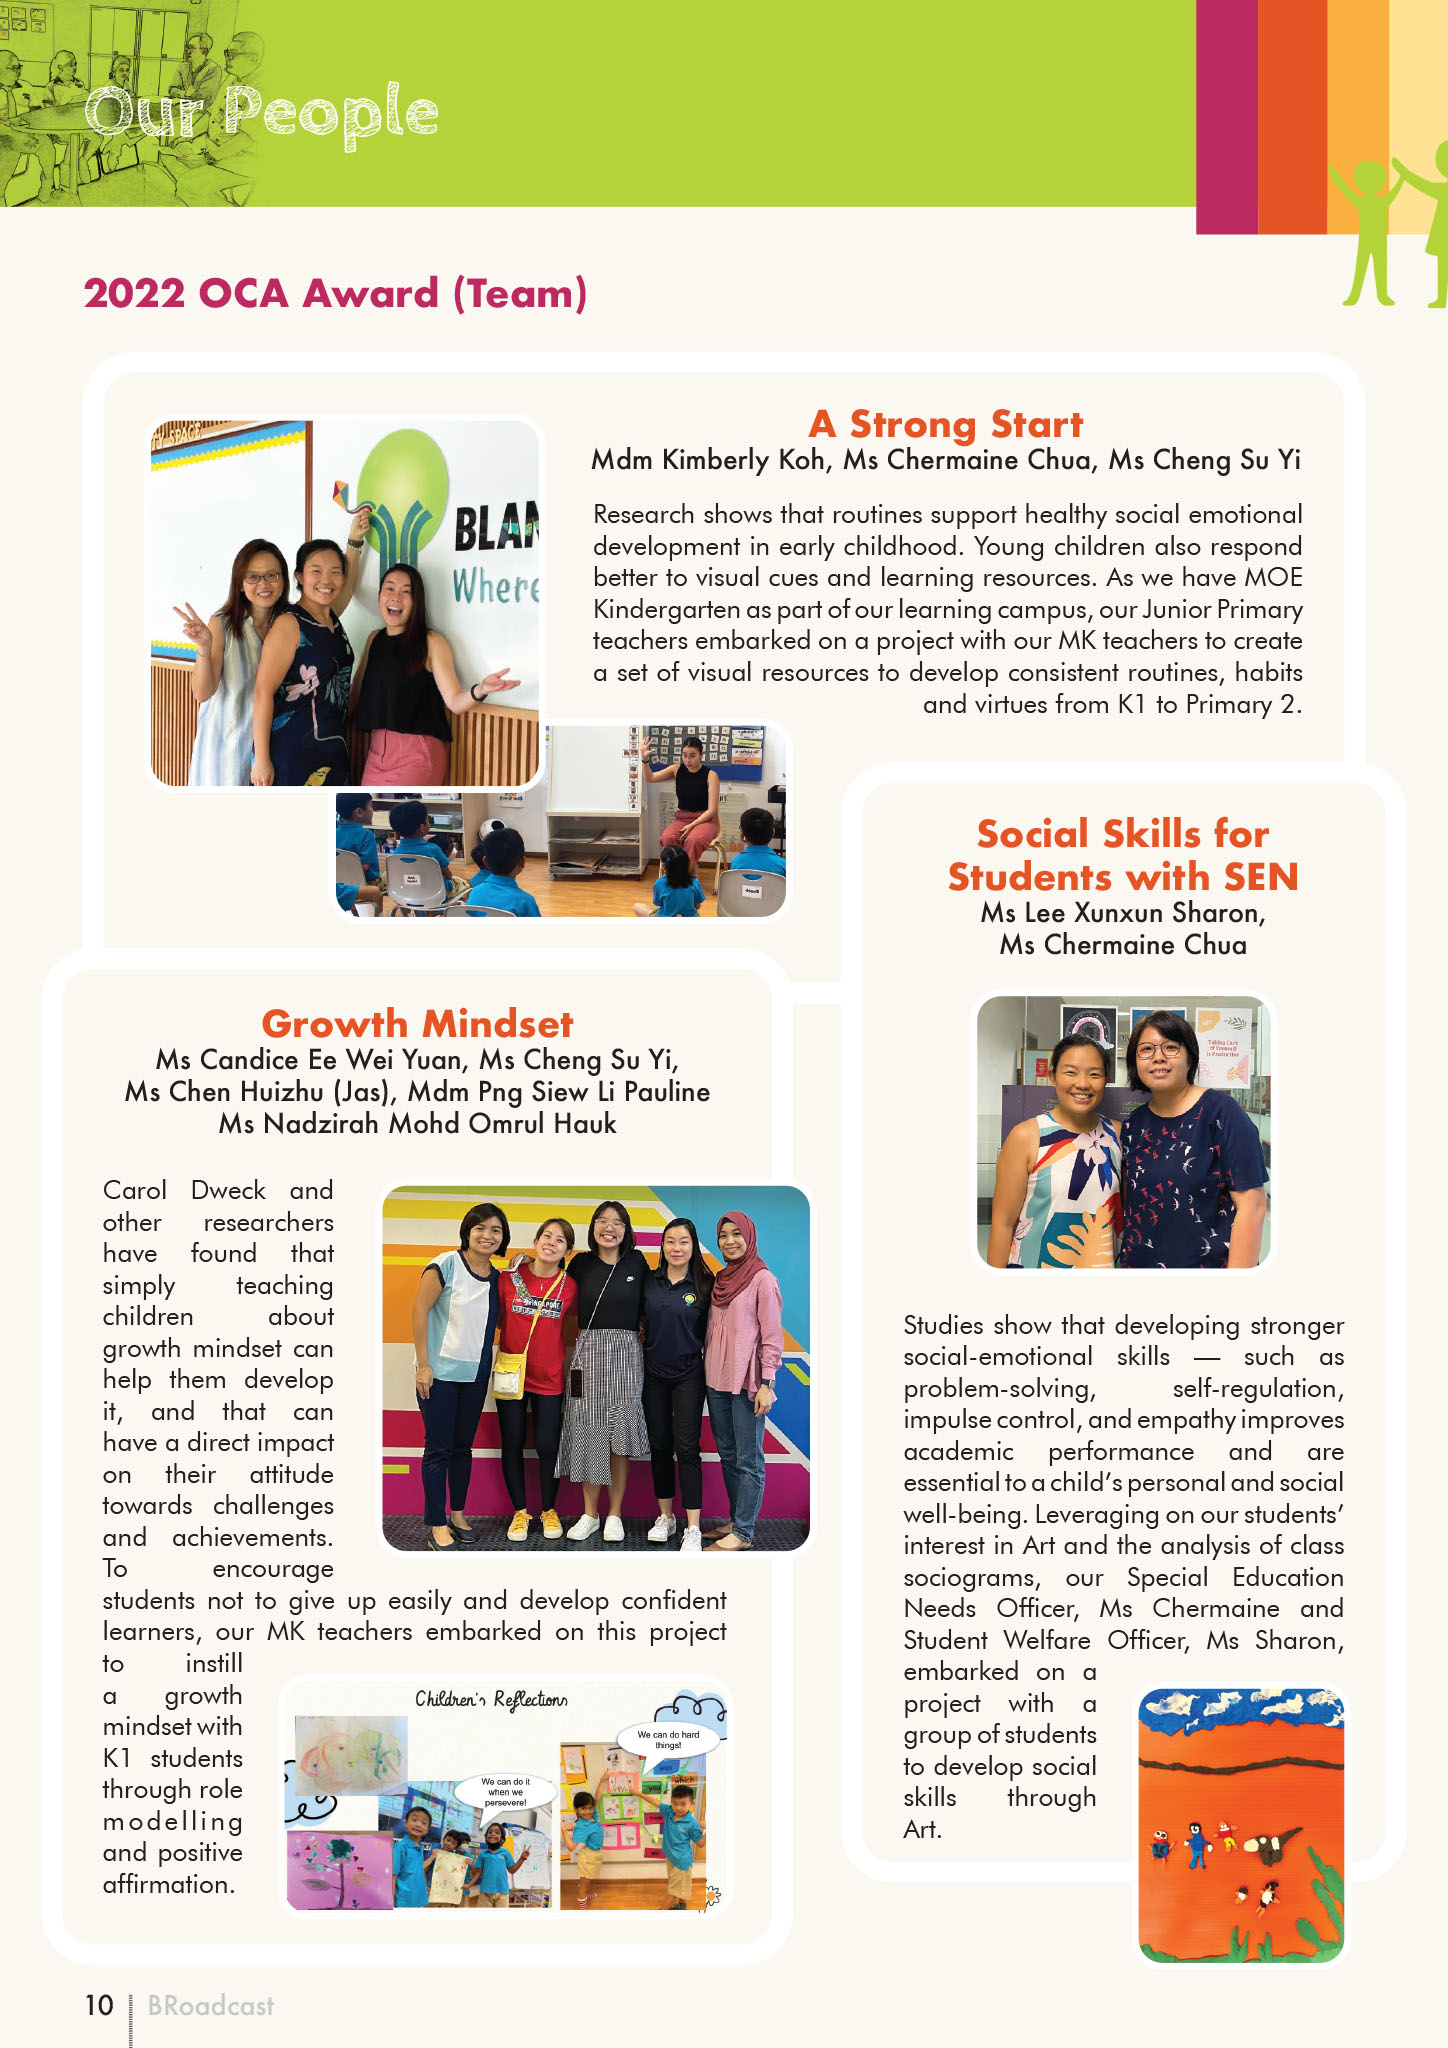 Our People
2022 OCA Award (Team)
TY SPACE
BLAN
Where
A Strong Start
Mdm Kimberly Koh, Ms Chermaine Chua, Ms Cheng Su Yi
Research shows that routines support healthy social emotional
development in early childhood. Young children also respond
better to visual cues and learning resources. As we have MOE
Kindergarten as part of our learning campus, our Junior Primary
teachers embarked on a project with our MK teachers to create
a set of visual resources to develop consistent routines, habits
and virtues from K1 to Primary 2.
Growth Mindset
Ms Candice Ee Wei Yuan, Ms Cheng Su Yi,
Ms Chen Huizhu (Jas), Mdm Png Siew Li Pauline
Ms Nadzirah Mohd Omrul Hauk
Carol Dweck and
other researchers
have found that
simply teaching
children about
growth mindset can
help them develop
it, and that can
have a direct impact
on their attitude
towards challenges
and achievements.
To encourage
students not to give up easily and develop confident
learners, our MK teachers embarked on this project
to instill
a growth
mindset with
K1 students
through role
modelling
and positive
affirmation.
Children's Reflections
We can do hard
things!
We can do it
when we
persevere!
was
which
you
Social Skills for
Students with SEN
Ms Lee Xunxun Sharon,
Ms Chermaine Chua
Taking Care
of Yourself
is Productive
Studies show that developing stronger
social-emotional skills — such as
problem-solving, self-regulation,
impulse control, and empathy improves
academic performance and are
essential to a child's personal and social
well-being. Leveraging on our students'
interest in Art and the analysis of class
sociograms, our Special Education
Needs Officer, Ms Chermaine and
Student Welfare Officer, Ms Sharon,
embarked on a
project with a
group of students
to develop social
skills through
Art.
10
BRoadcast